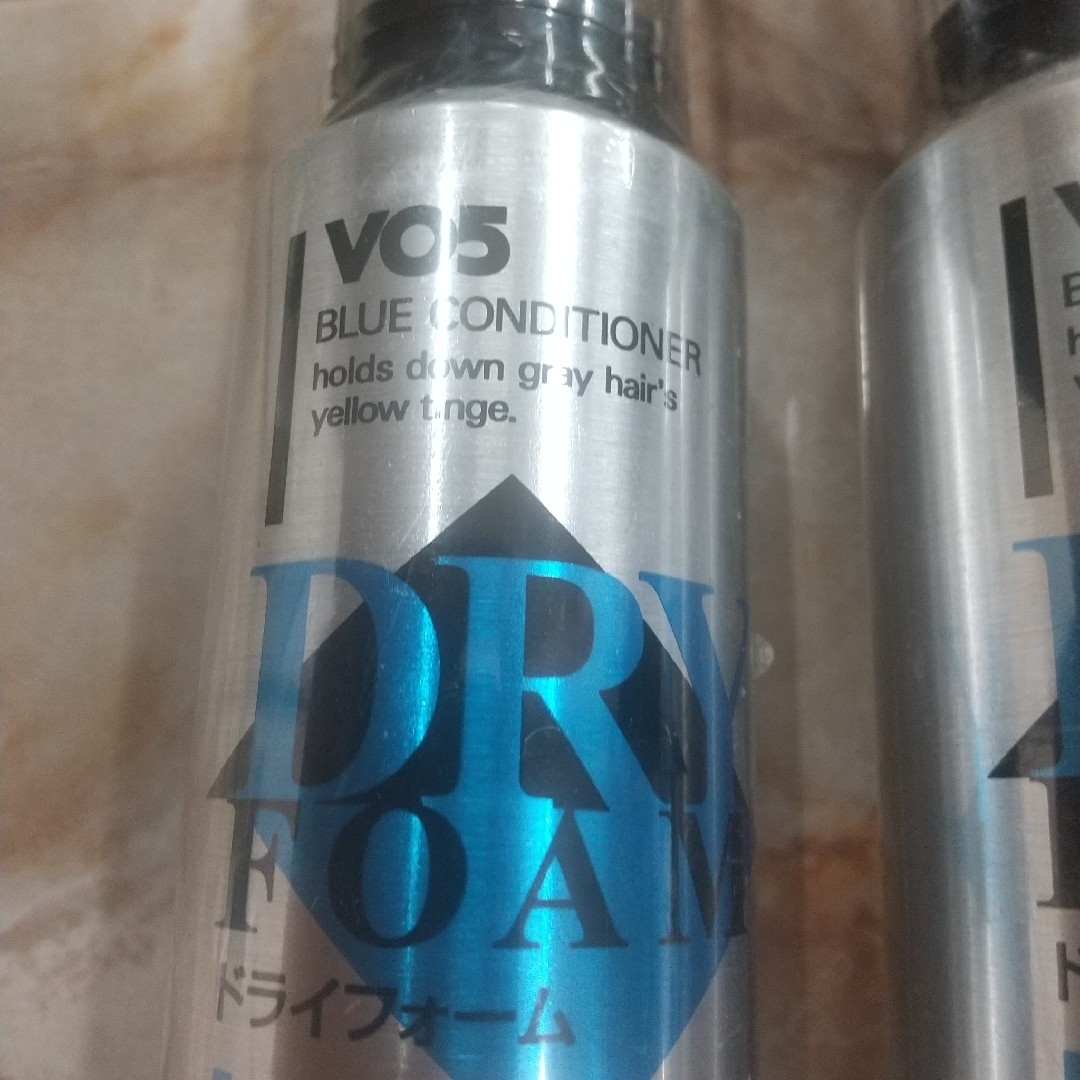 VO5
BLUE CONDITIONER
holds down gray hair's
yellow tinge.
DRY
FOAM
ドライフォーム